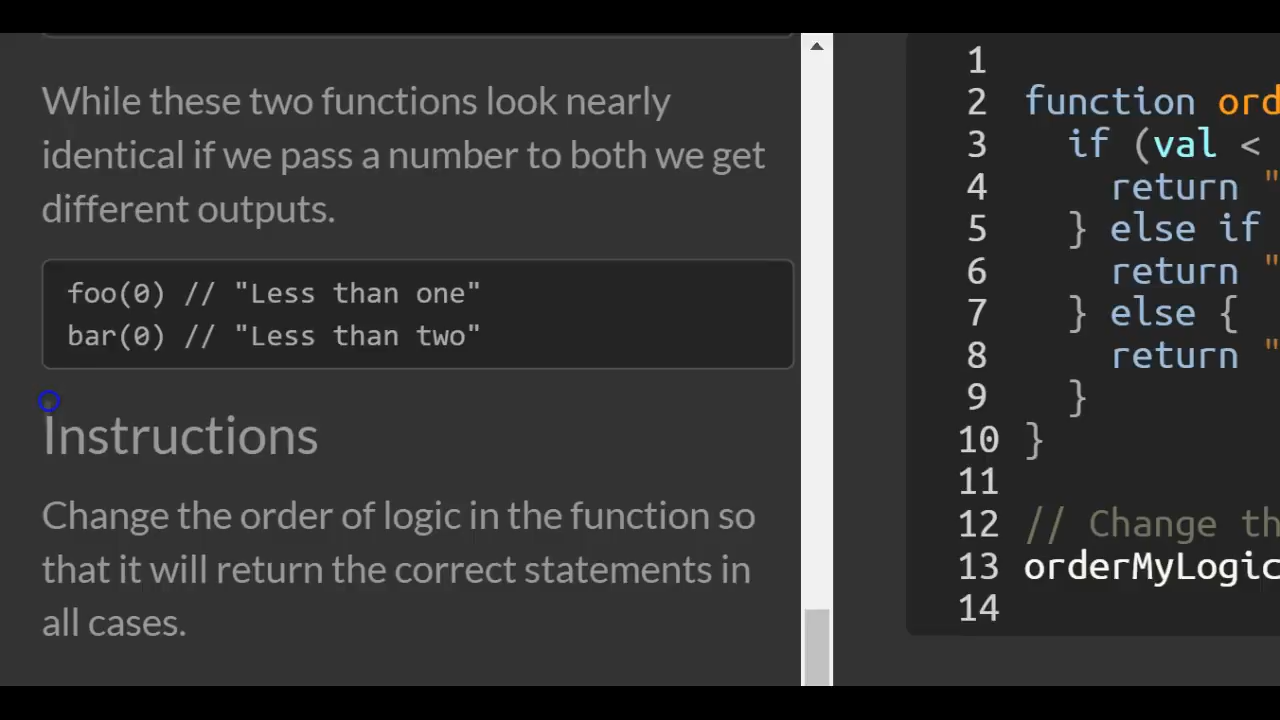 While these two functions look nearly
identical if we pass a number to both we get
different outputs.
foo(0) // "Less than one"
bar(0) // "Less than two"
Instructions
Change the order of logic in the function so
that it will return the correct statements in
all cases.
1
2 function ord
3 if (val <
4 return "
5 } else if
6 return "
7 } else {
8 return "
9 }
10 }
11
12 // Change th
13 orderMyLogic
14